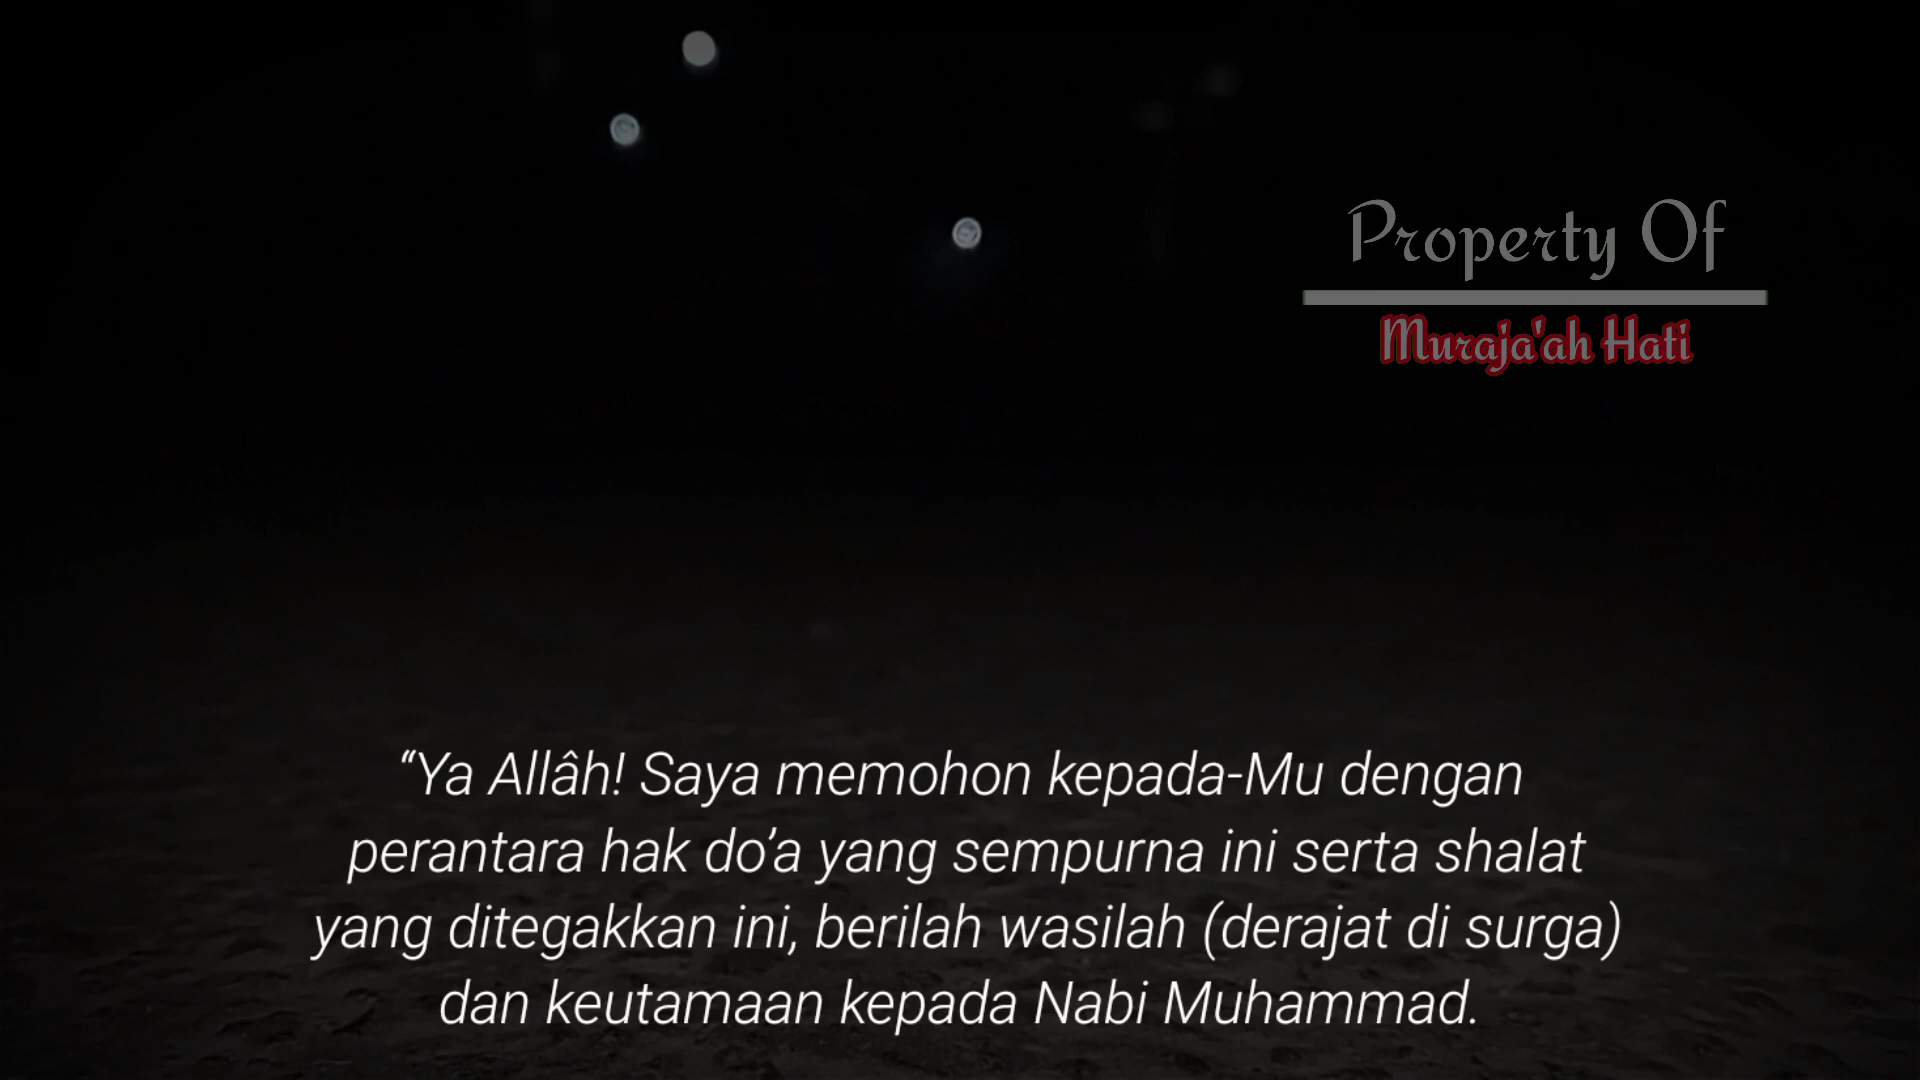 Property Of
Muraja'ah Hati
“Ya Allâh! Saya memohon kepada-Mu dengan
perantara hak do’a yang sempurna ini serta shalat
yang ditegakkan ini, berilah wasilah (derajat di surga)
dan keutamaan kepada Nabi Muhammad.